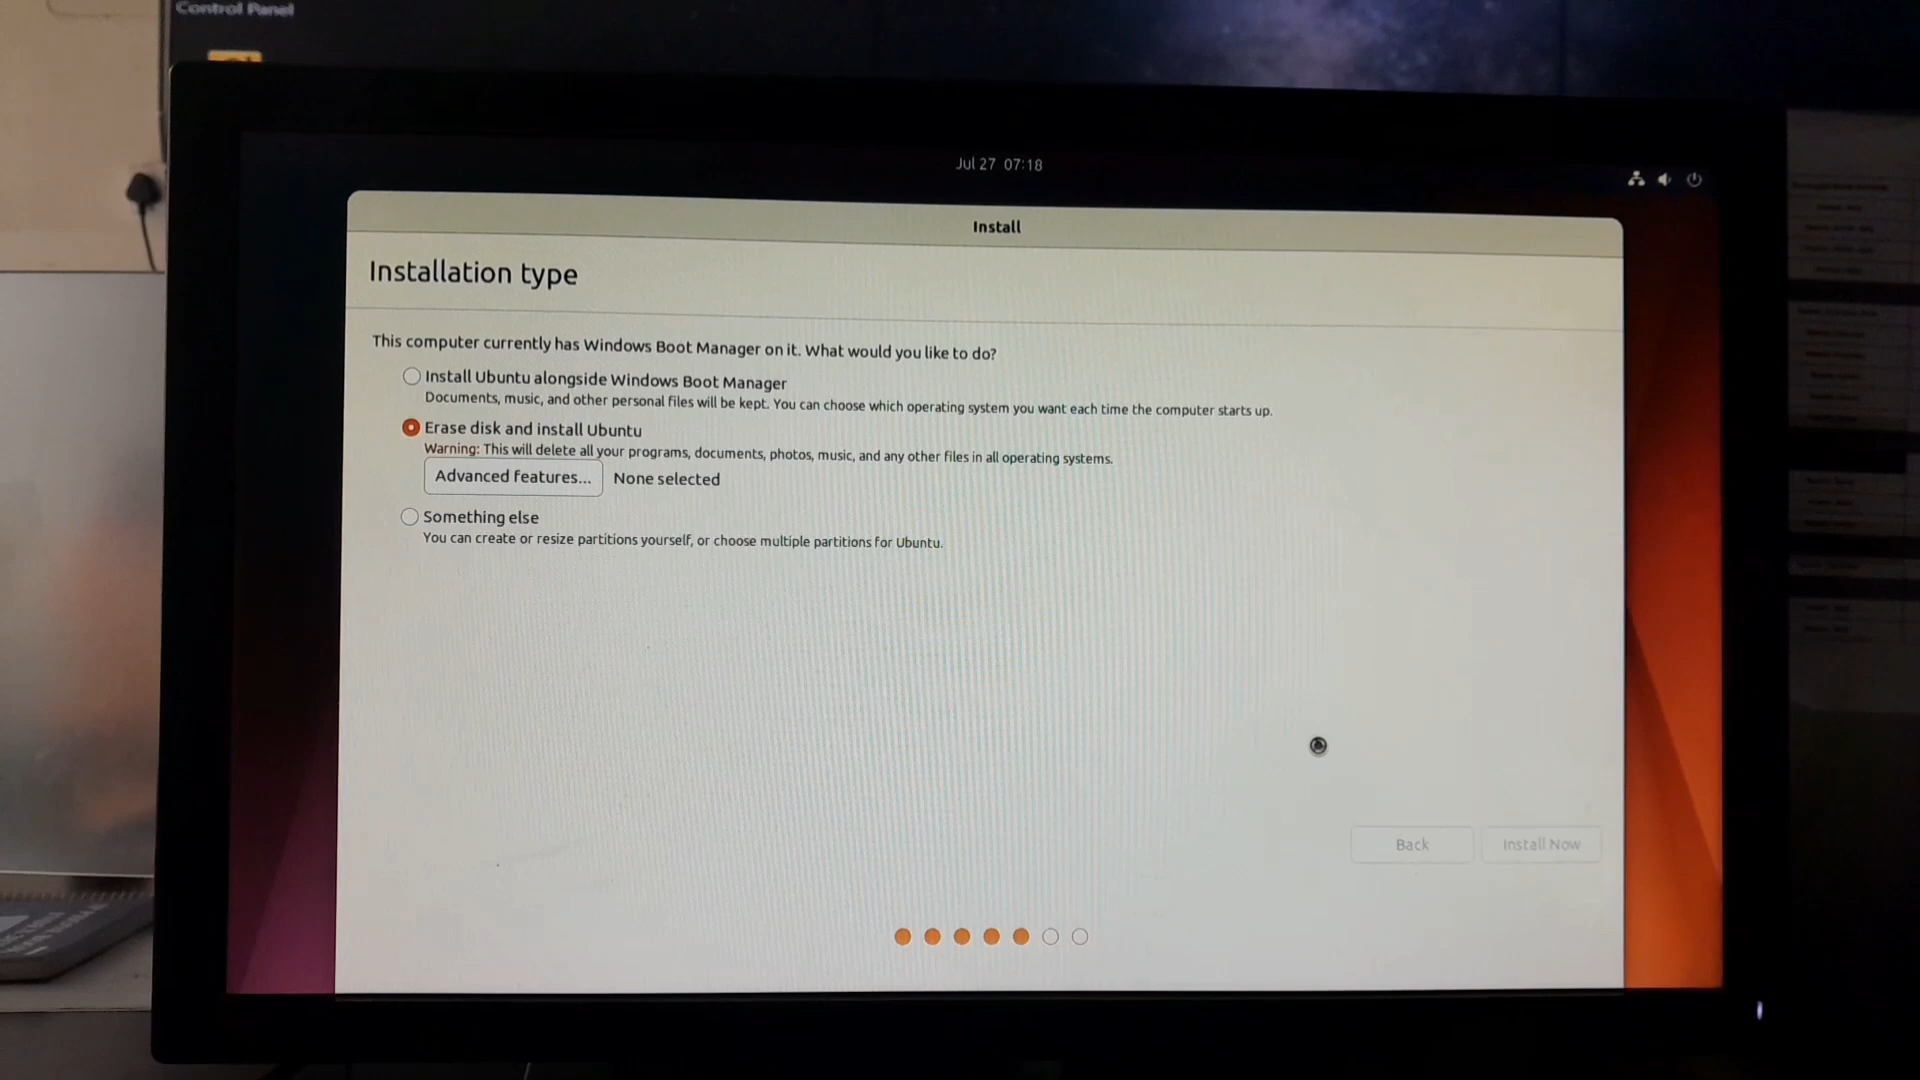 Control Panel
Jul 27 07:18
Install
Installation type
This computer currently has Windows Boot Manager on it. What would you like to do?
Install Ubuntu alongside Windows Boot Manager
Documents, music, and other personal files will be kept. You can choose which operating system you want each time the computer starts up.
Erase disk and install Ubuntu
Warning: This will delete all your programs, documents, photos, music, and any other files in all operating systems.
Advanced features... None selected
Something else
You can create or resize partitions yourself, or choose multiple partitions for Ubuntu.
Back Install Now